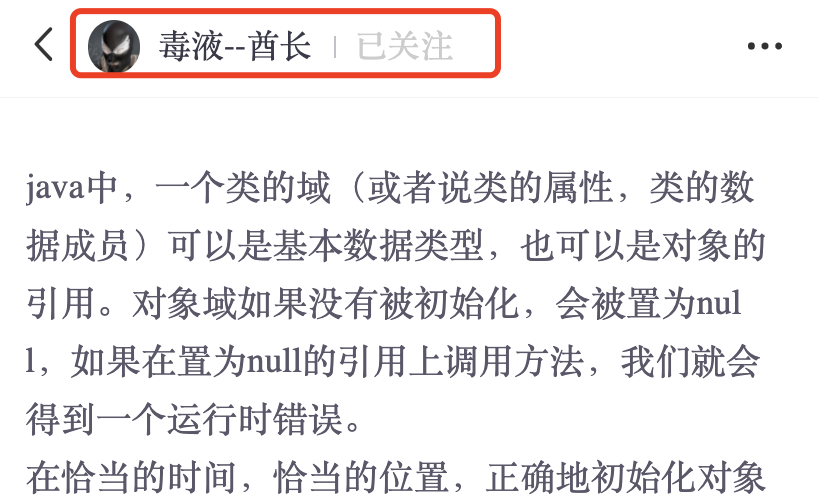 毒液--酋长 | 已关注
java中，一个类的域（或者说类的属性，类的数
据成员）可以是基本数据类型，也可以是对象的
引用。对象域如果没有被初始化，会被置为nul
l，如果在置为null的引用上调用方法，我们就会
得到一个运行时错误。
在恰当的时间，恰当的位置，正确地初始化对象